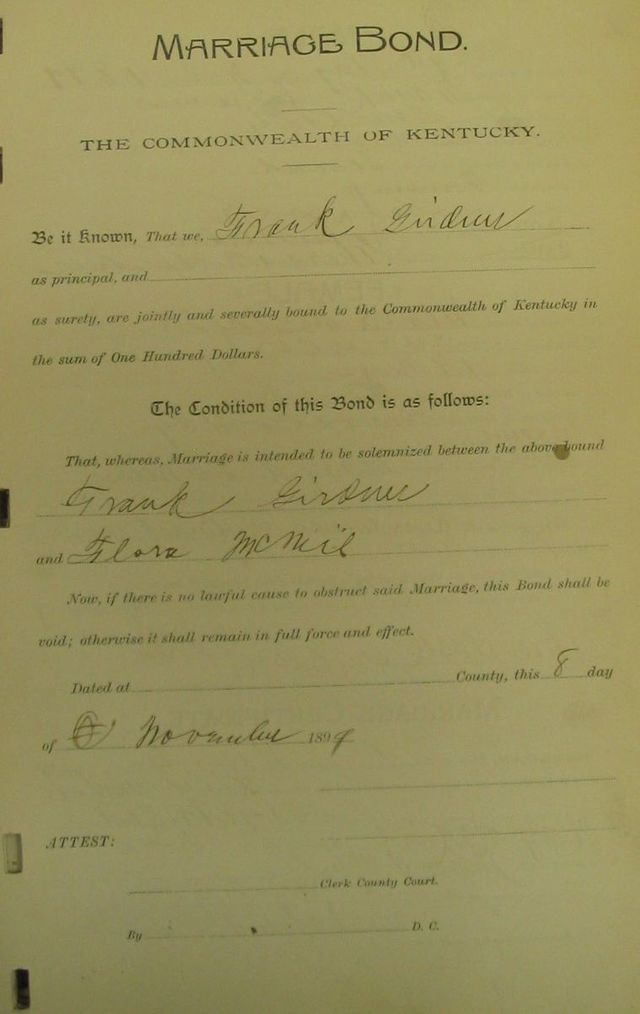 MARRIAGE BOND.
THE COMMONWEALTH OF KENTUCKY.
Be it Known, That we, Frank Girdner
as principal, and
as surety, are jointly and severally bound to the Commonwealth of Kentucky in
the sum of One Hundred Dollars.
The Condition of this Bond is as follows:
That, whereas, Marriage is intended to be solemnized between the above bound
Frank Girdner
and Flora McNeil
Now, if there is no lawful cause to obstruct said Marriage, this Bond shall be
void; otherwise it shall remain in full force and effect.
Dated at County, this 8 day
of November 1899
ATTEST:
Clerk County Court.
By D. C.